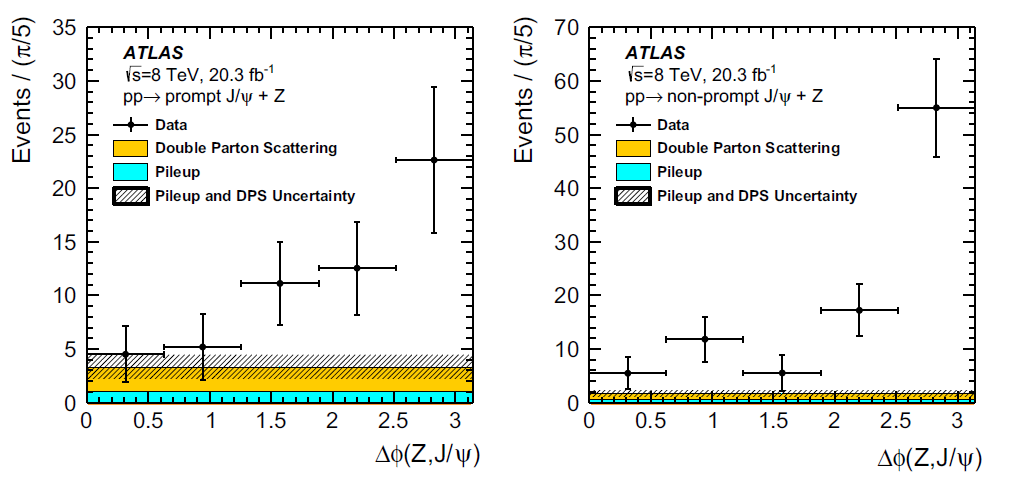 Events / (π/5)
35
30
25
20
15
10
5
0
ATLAS
√s=8 TeV, 20.3 fb⁻¹
pp→ prompt J/ψ + Z
Data
Double Parton Scattering
Pileup
Pileup and DPS Uncertainty
0 0.5 1 1.5 2 2.5 3
Δϕ(Z,J/ψ)
Events / (π/5)
70
60
50
40
30
20
10
0
ATLAS
√s=8 TeV, 20.3 fb⁻¹
pp→ non-prompt J/ψ + Z
Data
Double Parton Scattering
Pileup
Pileup and DPS Uncertainty
0 0.5 1 1.5 2 2.5 3
Δϕ(Z,J/ψ)